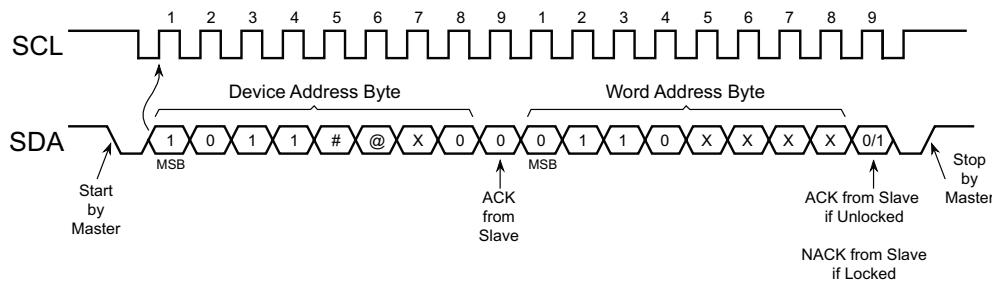 1 2 3 4 5 6 7 8 9 1 2 3 4 5 6 7 8 9
SCL
Device Address Byte
Word Address Byte
SDA
1 0 1 1 # @ X 0 0 0 1 1 0 X X X X 0/1
MSB
MSB
Start
by
Master
ACK
from
Slave
ACK from Slave
if Unlocked
NACK from Slave
if Locked
Stop
by
Master